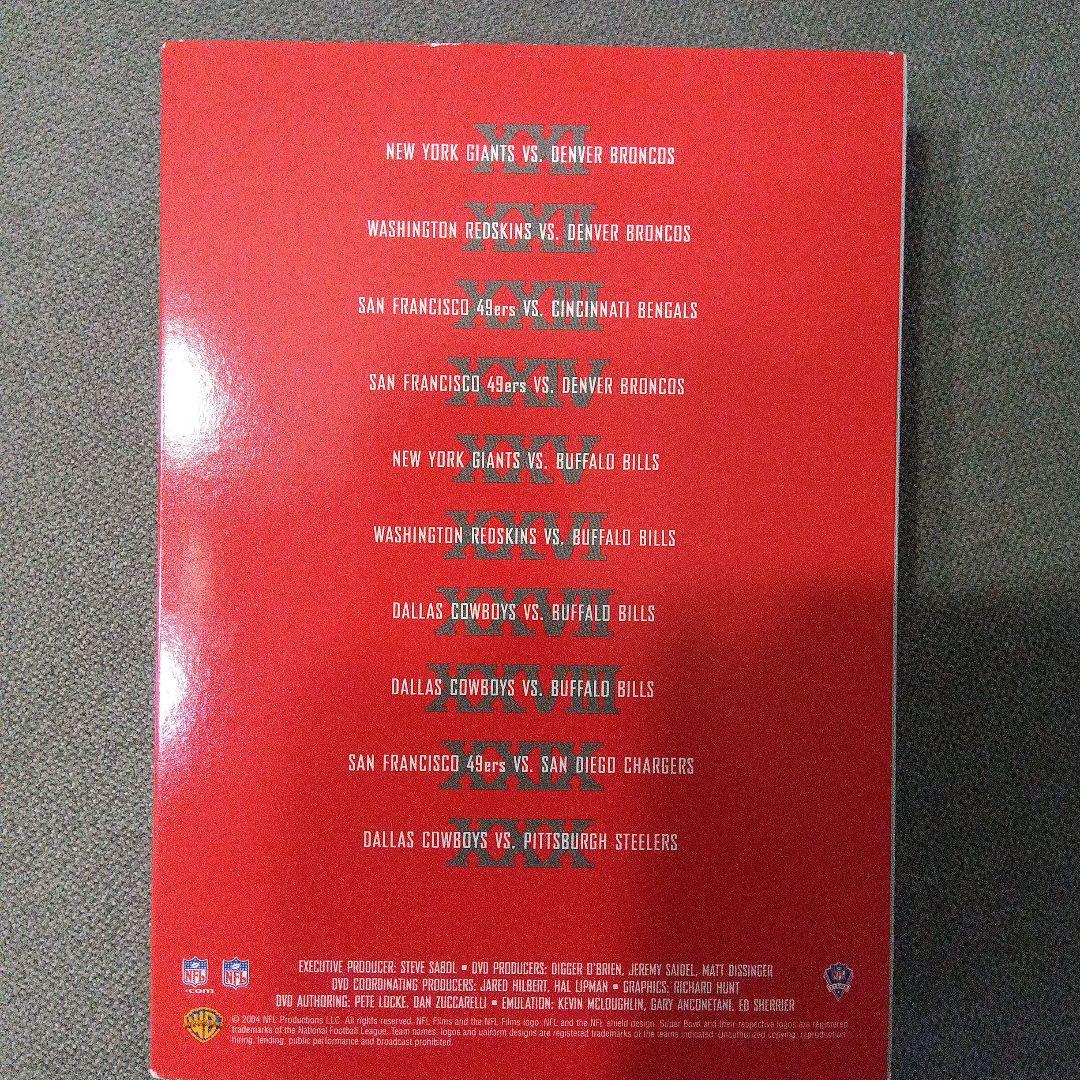 XXI
NEW YORK GIANTS VS. DENVER BRONCOS
XXII
WASHINGTON REDSKINS VS. DENVER BRONCOS
XXIII
SAN FRANCISCO 49ers VS. CINCINNATI BENGALS
XXIV
SAN FRANCISCO 49ers VS. DENVER BRONCOS
XXV
NEW YORK GIANTS VS. BUFFALO BILLS
XXVI
WASHINGTON REDSKINS VS. BUFFALO BILLS
XXVII
DALLAS COWBOYS VS. BUFFALO BILLS
XXVIII
DALLAS COWBOYS VS. BUFFALO BILLS
XXIX
SAN FRANCISCO 49ers VS. SAN DIEGO CHARGERS
XXX
DALLAS COWBOYS VS. PITTSBURGH STEELERS
NFL
.com
NFL
EXECUTIVE PRODUCER: STEVE SABOL • DVD PRODUCERS: DIGGER O'BRIEN, JEREMY SAIDEL, MATT DISSINGER
DVD COORDINATING PRODUCERS: JARED HILBERT, HAL LIPMAN • GRAPHICS: RICHARD HUNT
DVD AUTHORING: PETE LOCKE, DAN ZUCCARELLI • EMULATION: KEVIN MCLOUGHLIN, GARY ANCONETANI, ED SHERRIER
NFL
FILMS
WB
© 2004 NFL Productions LLC. All rights reserved. NFL Films and the NFL Films logo, NFL and the NFL shield design, Super Bowl and their respective logos are registered
trademarks of the National Football League. Team names, logos and uniform designs are registered trademarks of the teams indicated. Unauthorized copying, reproduction,
hiring, lending, public performance and broadcast prohibited.